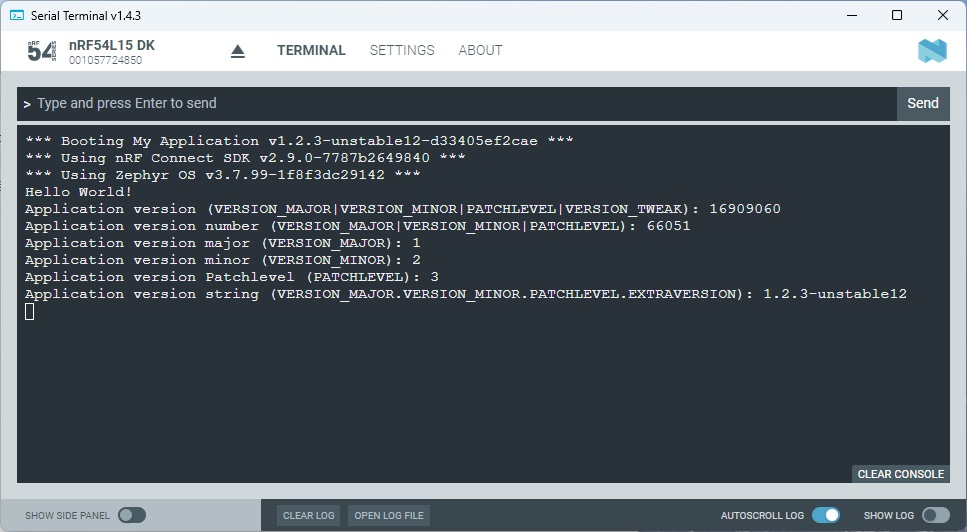 Serial Terminal v1.4.3
nRF 54 SERIES
nRF54L15 DK
001057724850
TERMINAL SETTINGS ABOUT
> Type and press Enter to send
Send
*** Booting My Application v1.2.3-unstable12-d33405ef2cae ***
*** Using nRF Connect SDK v2.9.0-7787b2649840 ***
*** Using Zephyr OS v3.7.99-1f8f3dc29142 ***
Hello World!
Application version (VERSION_MAJOR|VERSION_MINOR|PATCHLEVEL|VERSION_TWEAK): 16909060
Application version number (VERSION_MAJOR|VERSION_MINOR|PATCHLEVEL): 66051
Application version major (VERSION_MAJOR): 1
Application version minor (VERSION_MINOR): 2
Application version Patchlevel (PATCHLEVEL): 3
Application version string (VERSION_MAJOR.VERSION_MINOR.PATCHLEVEL.EXTRAVERSION): 1.2.3-unstable12
CLEAR CONSOLE
SHOW SIDE PANEL CLEAR LOG OPEN LOG FILE AUTOSCROLL LOG SHOW LOG